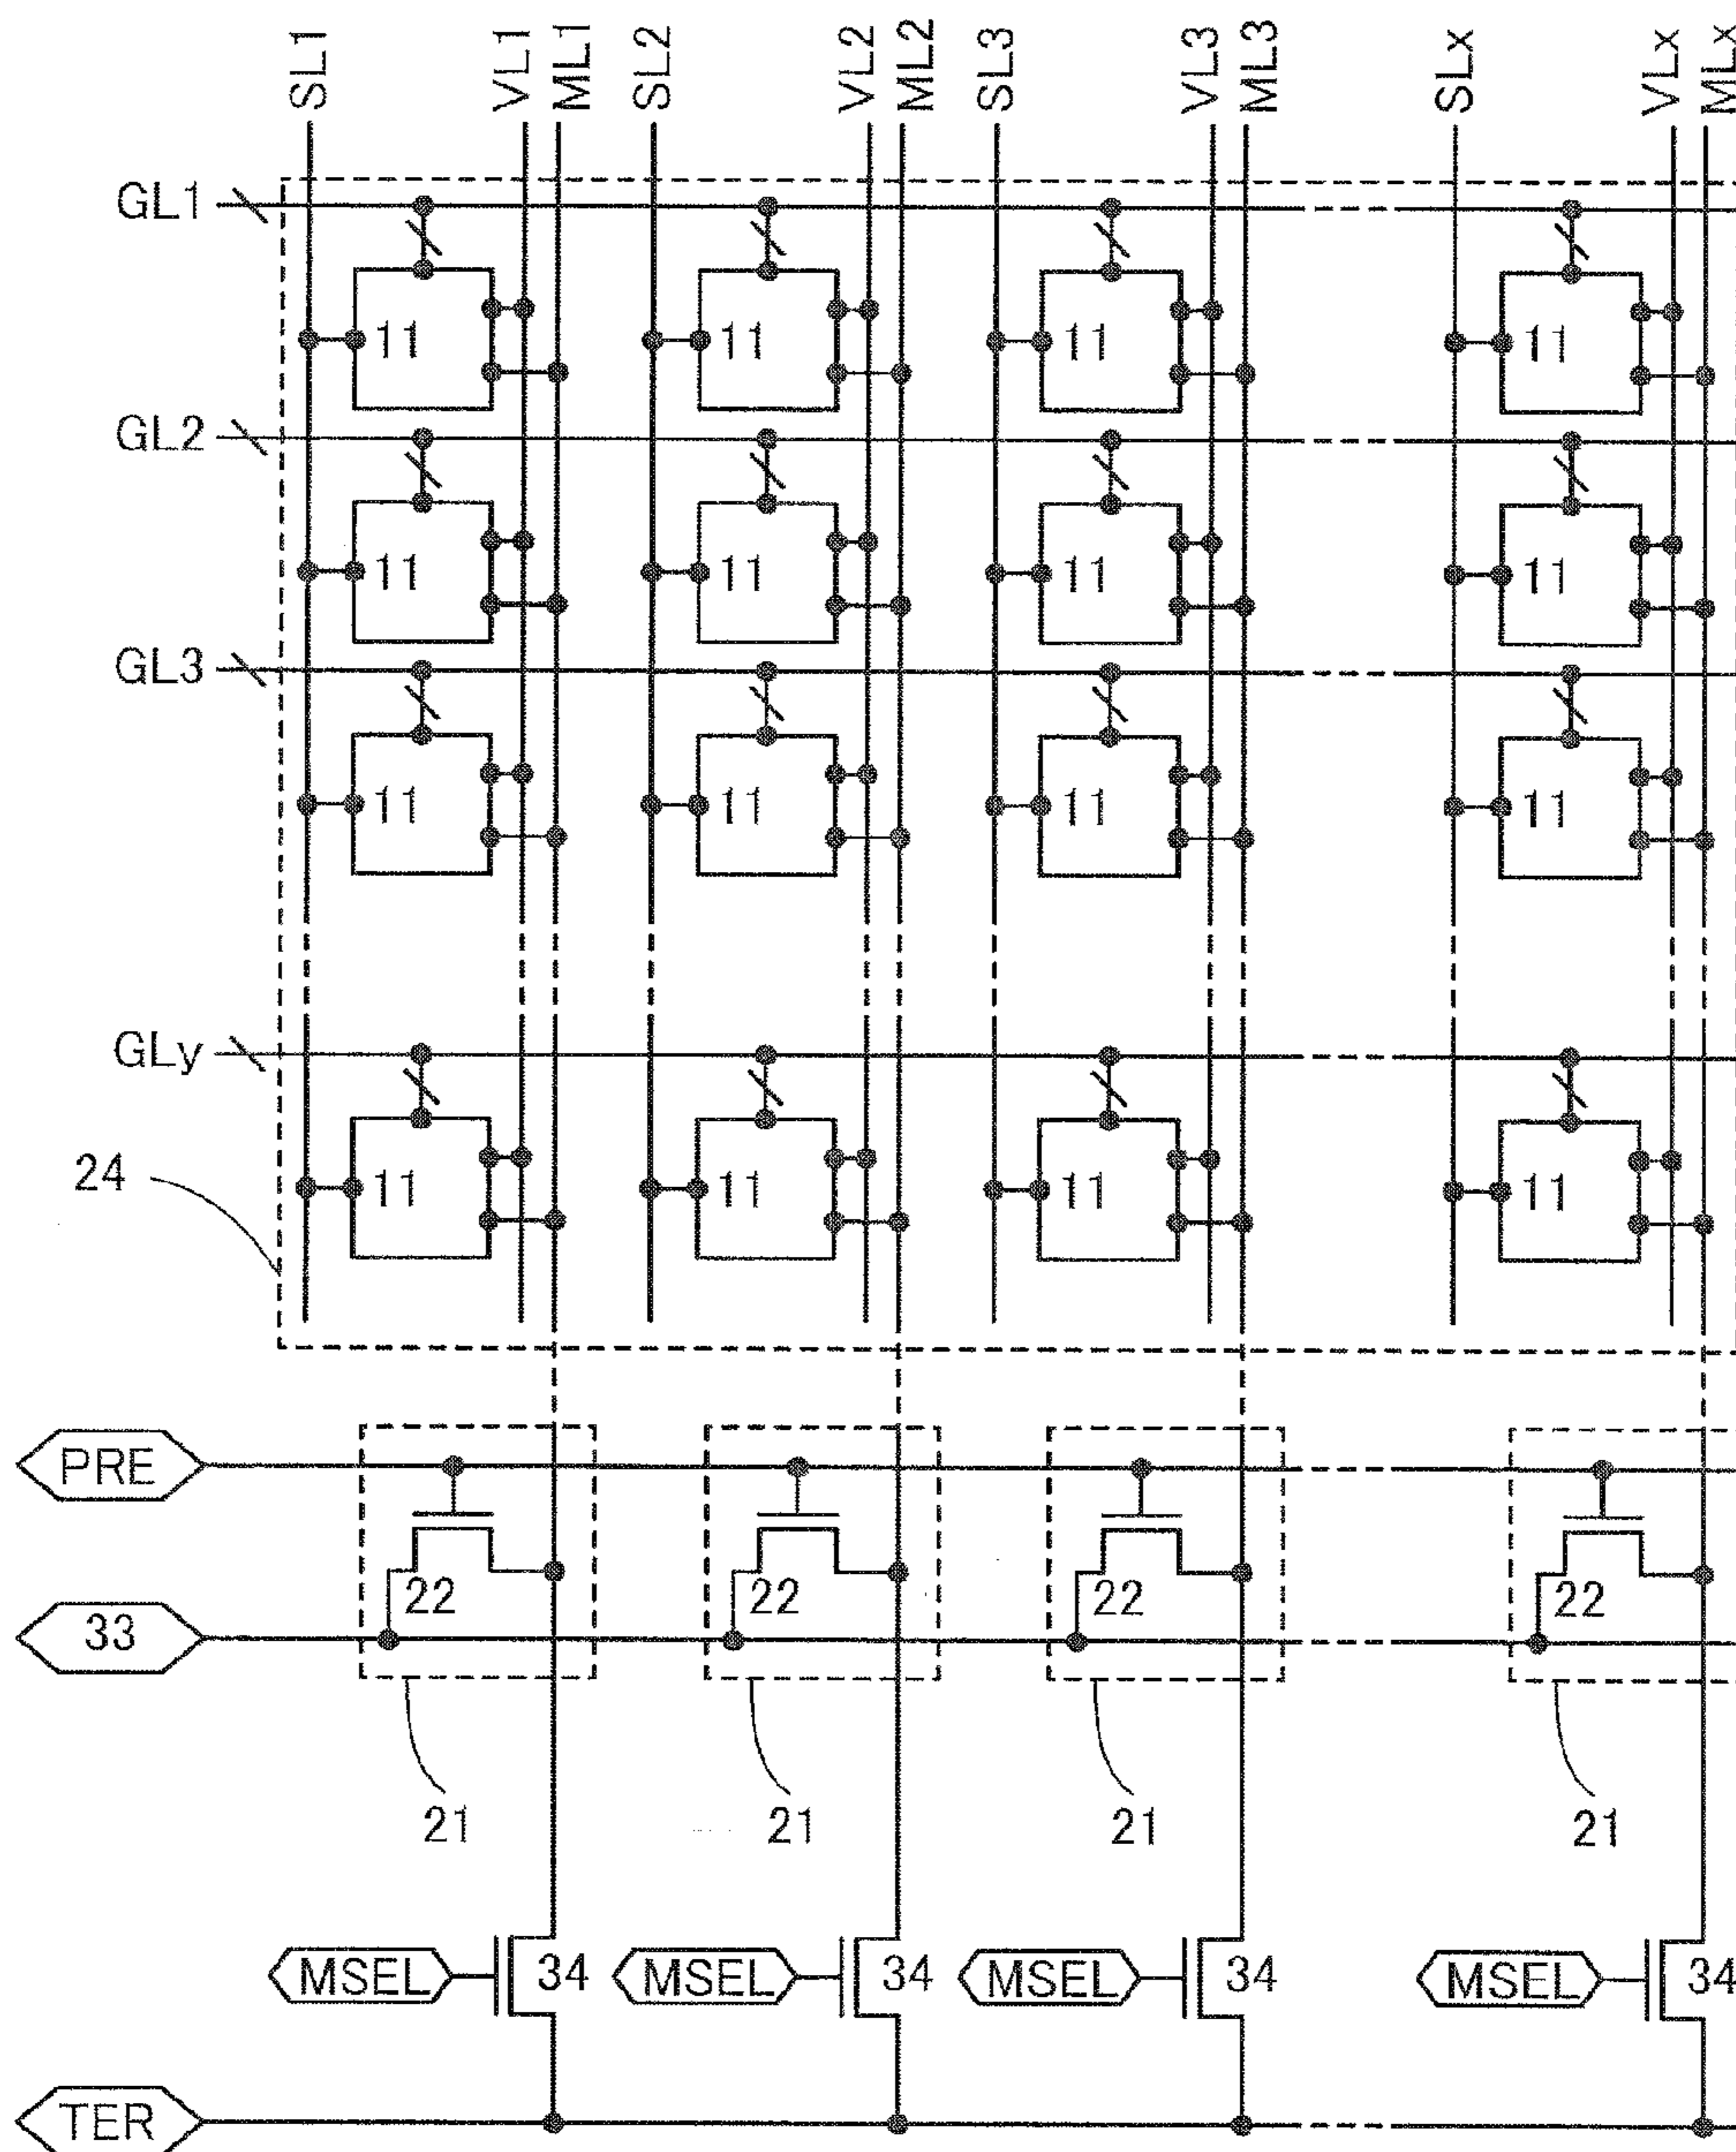 SL1 VL1 ML1 SL2 VL2 ML2 SL3 VL3 ML3 SLx VLx MLx
GL1
11 11 11 11
GL2
11 11 11 11
GL3
11 11 11 11
GLy
11 11 11 11
24
PRE
22 22 22 22
33
21 21 21 21
MSEL 34 MSEL 34 MSEL 34 MSEL 34
TER